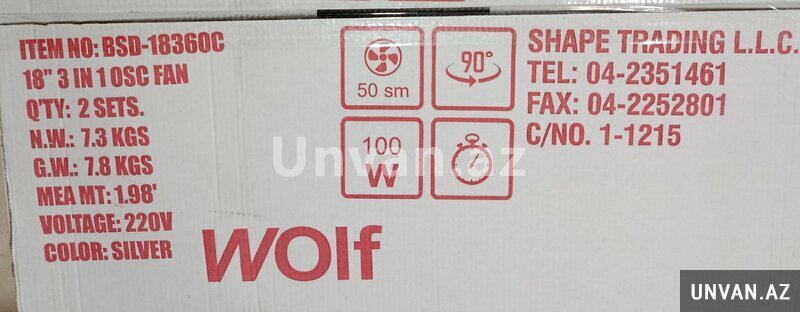 ITEM NO: BSD-18360C
18" 3 IN 1 OSC FAN
Q'TY: 2 SETS.
N.W.: 7.3 KGS
G.W.: 7.8 KGS
MEA MT: 1.98'
VOLTAGE: 220V
COLOR: SILVER
50 sm
90°
100
W
WOlf
SHAPE TRADING L.L.C.
TEL: 04-2351461
FAX: 04-2252801
C/NO. 1-1215
Unvan.az
UNVAN.AZ